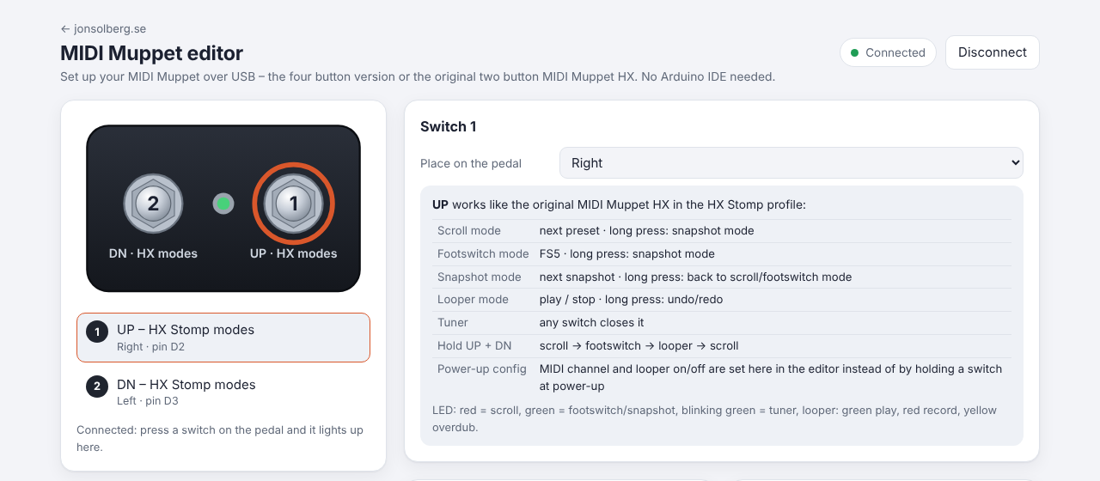 ← jonsolberg.se
MIDI Muppet editor
Set up your MIDI Muppet over USB – the four button version or the original two button MIDI Muppet HX. No Arduino IDE needed.
Connected
Disconnect
2
1
DN · HX modes
UP · HX modes
1
UP – HX Stomp modes
Right · pin D2
2
DN – HX Stomp modes
Left · pin D3
Connected: press a switch on the pedal and it lights up
here.
Switch 1
Place on the pedal
Right
UP works like the original MIDI Muppet HX in the HX Stomp profile:
Scroll mode next preset · long press: snapshot mode
Footswitch mode FS5 · long press: snapshot mode
Snapshot mode next snapshot · long press: back to scroll/footswitch mode
Looper mode play / stop · long press: undo/redo
Tuner any switch closes it
Hold UP + DN scroll → footswitch → looper → scroll
Power-up config MIDI channel and looper on/off are set here in the editor instead of by holding a switch
at power-up
LED: red = scroll, green = footswitch/snapshot, blinking green = tuner, looper: green play, red record, yellow
overdub.